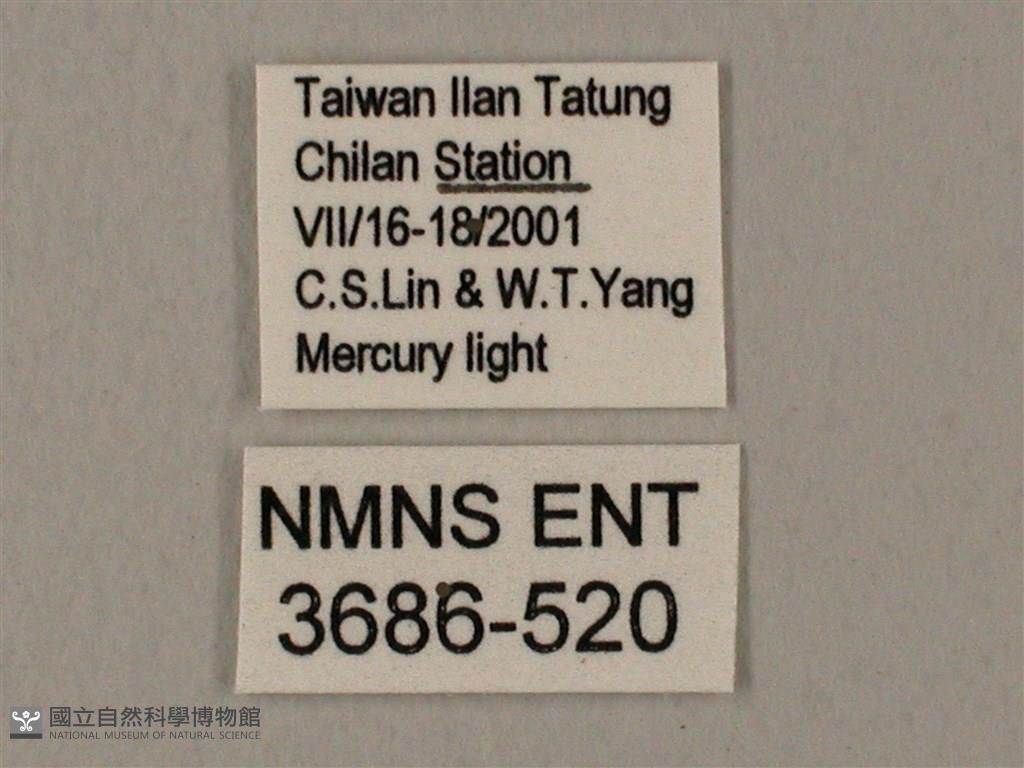 Taiwan Ilan Tatung
Chilan Station
VII/16-18/2001
C.S.Lin & W.T.Yang
Mercury light
NMNS ENT
3686-520
國立自然科學博物館
NATIONAL MUSEUM OF NATURAL SCIENCE